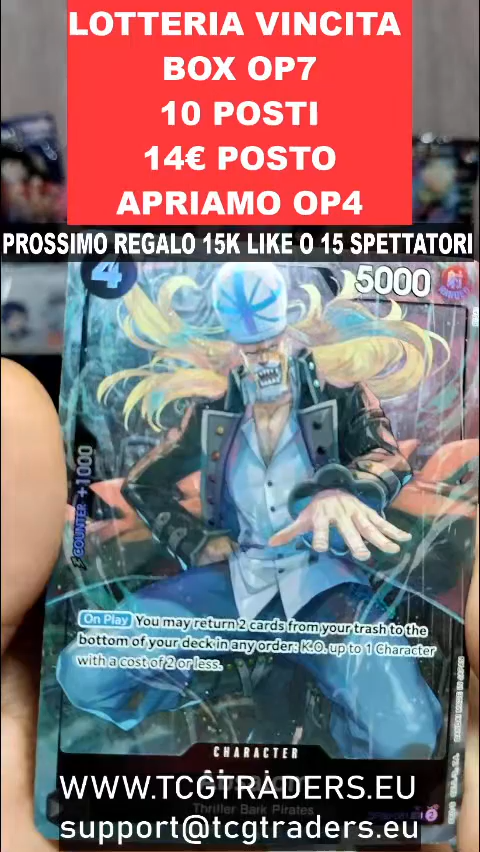 LOTTERIA VINCITA
BOX OP7
10 POSTI
14€ POSTO
APRIAMO OP4
PROSSIMO REGALO 15K LIKE O 15 SPETTATORI
4
5000
COUNTER +1000
On Play You may return 2 cards from your trash to the
bottom of your deck in any order: K.O. up to 1 Character
with a cost of 2 or less.
CHARACTER
Thriller Bark Pirates
WWW.TCGTRADERS.EU
support@tcgtraders.eu